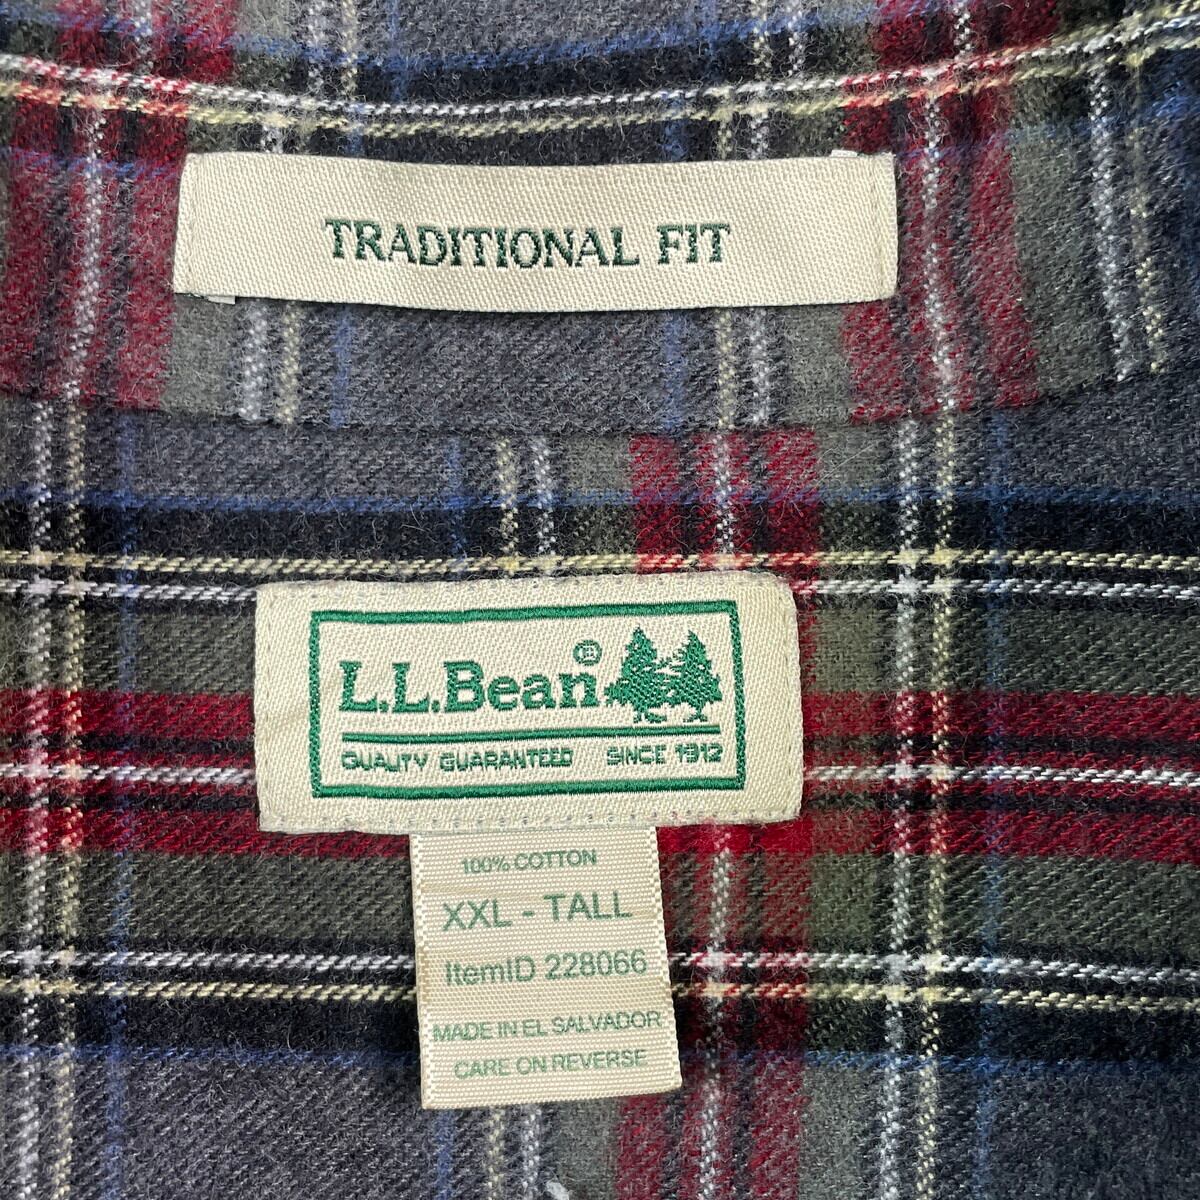 TRADITIONAL FIT
L.L.Bean®
QUALITY GUARANTEED SINCE 1912
100% COTTON
XXL - TALL
ItemID 228066
MADE IN EL SALVADOR
CARE ON REVERSE